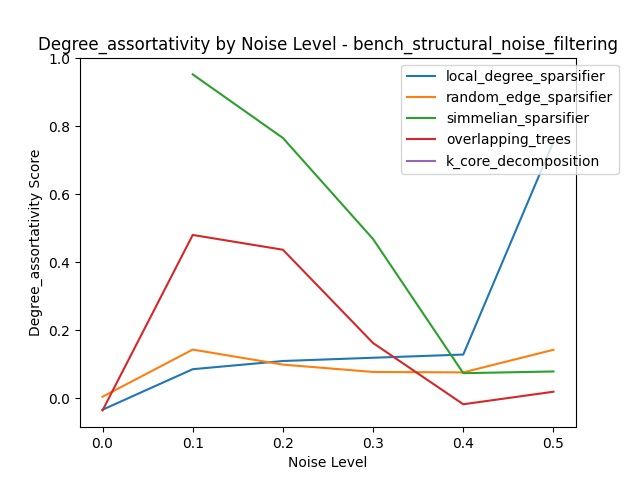 Degree_assortativity by Noise Level - bench_structural_noise_filtering
Degree_assortativity Score
1.0
0.8
0.6
0.4
0.2
0.0
local_degree_sparsifier
random_edge_sparsifier
simmelian_sparsifier
overlapping_trees
k_core_decomposition
0.0
0.1
0.2
0.3
0.4
0.5
Noise Level